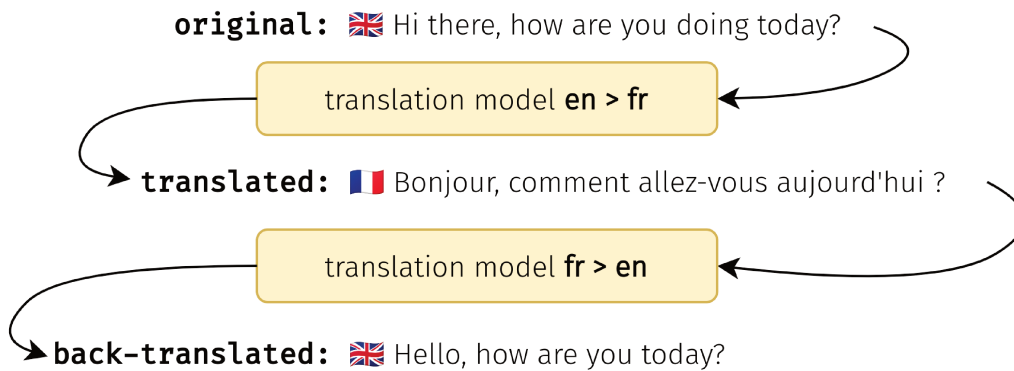 original: 🇬🇧 Hi there, how are you doing today?
translation model en > fr
translated: 🇫🇷 Bonjour, comment allez-vous aujourd'hui ?
translation model fr > en
back-translated: 🇬🇧 Hello, how are you today?